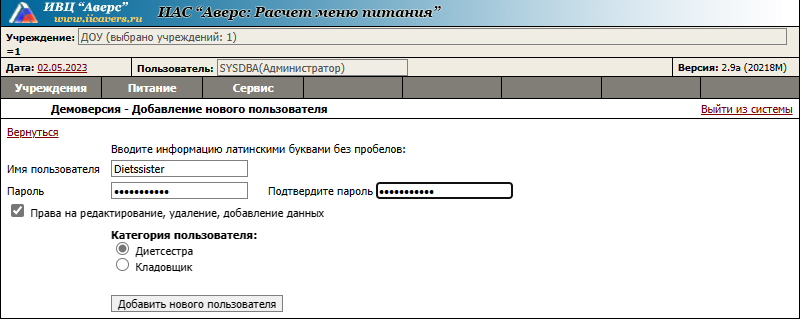 ИВЦ “Аверс”
www.iicavers.ru
ИАС “Аверс: Расчет меню питания”
Учреждение: ДОУ (выбрано учреждений: 1)
=1
Дата: 02.05.2023 Пользователь: SYSDBA(Администратор) Версия: 2.9a (20218М)
Учреждения Питание Сервис
Демоверсия - Добавление нового пользователя Выйти из системы
Вернуться
Вводите информацию латинскими буквами без пробелов:
Имя пользователя Dietssister
Пароль ••••••••••• Подтвердите пароль •••••••••••
Права на редактирование, удаление, добавление данных
Категория пользователя:
Диетсестра
Кладовщик
Добавить нового пользователя